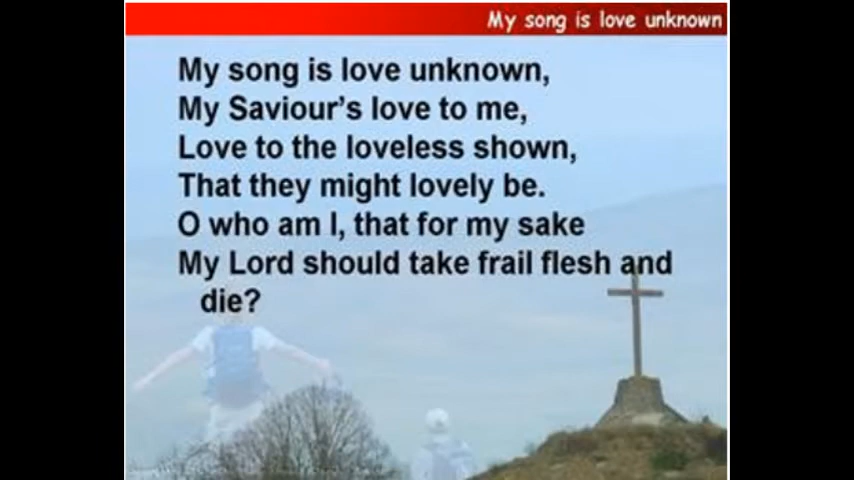 My song is love unknown
My song is love unknown,
My Saviour's love to me,
Love to the loveless shown,
That they might lovely be.
O who am I, that for my sake
My Lord should take frail flesh and
die?